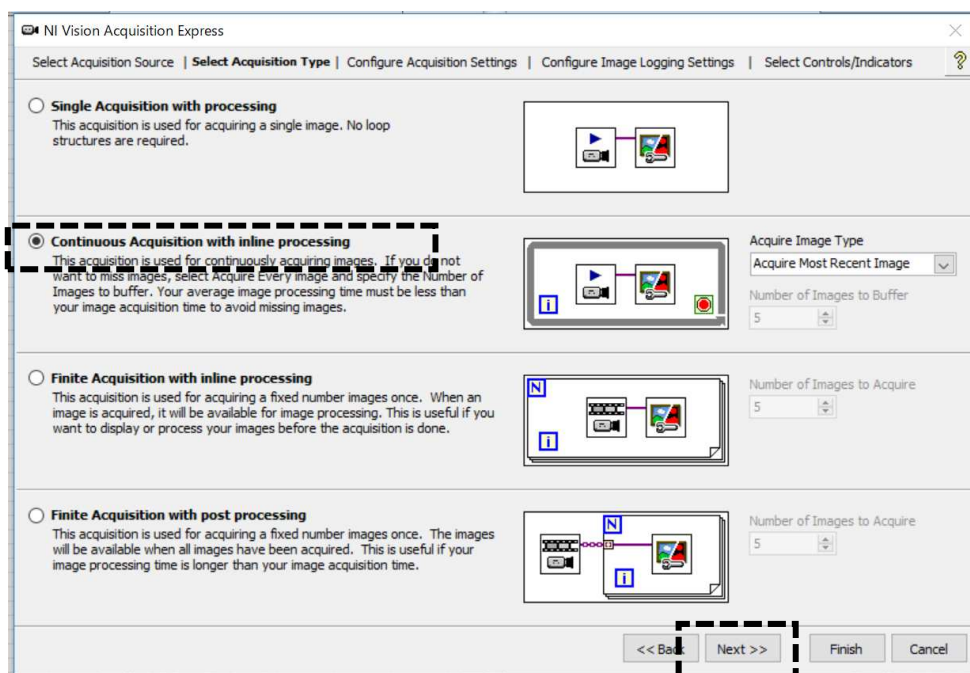 NI Vision Acquisition Express
Select Acquisition Source | Select Acquisition Type | Configure Acquisition Settings | Configure Image Logging Settings | Select Controls/Indicators
Single Acquisition with processing
This acquisition is used for acquiring a single image. No loop
structures are required.
Continuous Acquisition with inline processing
This acquisition is used for continuously acquiring images. If you do not
want to miss images, select Acquire Every image and specify the Number of
Images to buffer. Your average image processing time must be less than
your image acquisition time to avoid missing images.
i
Acquire Image Type
Acquire Most Recent Image
Number of Images to Buffer
5
Finite Acquisition with inline processing
This acquisition is used for acquiring a fixed number images once. When an
image is acquired, it will be available for image processing. This is useful if you
want to display or process your images before the acquisition is done.
N
i
Number of Images to Acquire
5
Finite Acquisition with post processing
This acquisition is used for acquiring a fixed number images once. The images
will be available when all images have been acquired. This is useful if your
image processing time is longer than your image acquisition time.
N
i
Number of Images to Acquire
5
<< Back
Next >>
Finish
Cancel